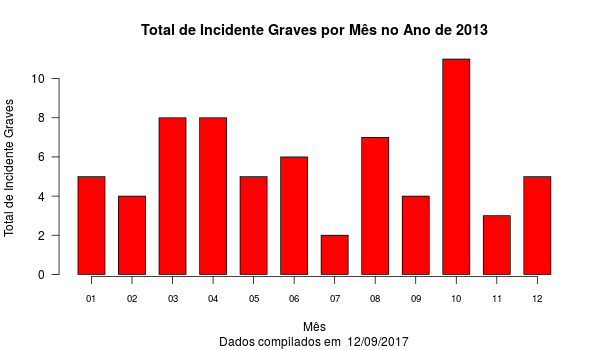 Total de Incidente Graves por Mês no Ano de 2013
Total de Incidente Graves
10
8
6
4
2
0
01 02 03 04 05 06 07 08 09 10 11 12
Mês
Dados compilados em 12/09/2017